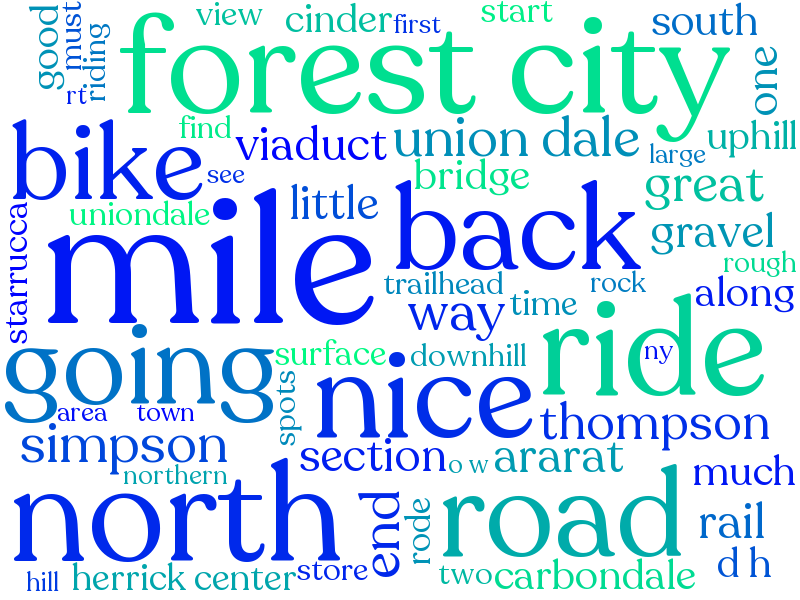 view cinder first start south
good must riding rt
forest city one
find viaduct union dale large uphill
bike see bridge great
uniondale little back gravel
starrucca mile trailhead rock rough
way time along
going surface downhill ride ny
area town spots nice thompson
simpson section o w ararat much
northern
north end rode road rail
hill herrick center store two carbondale d h